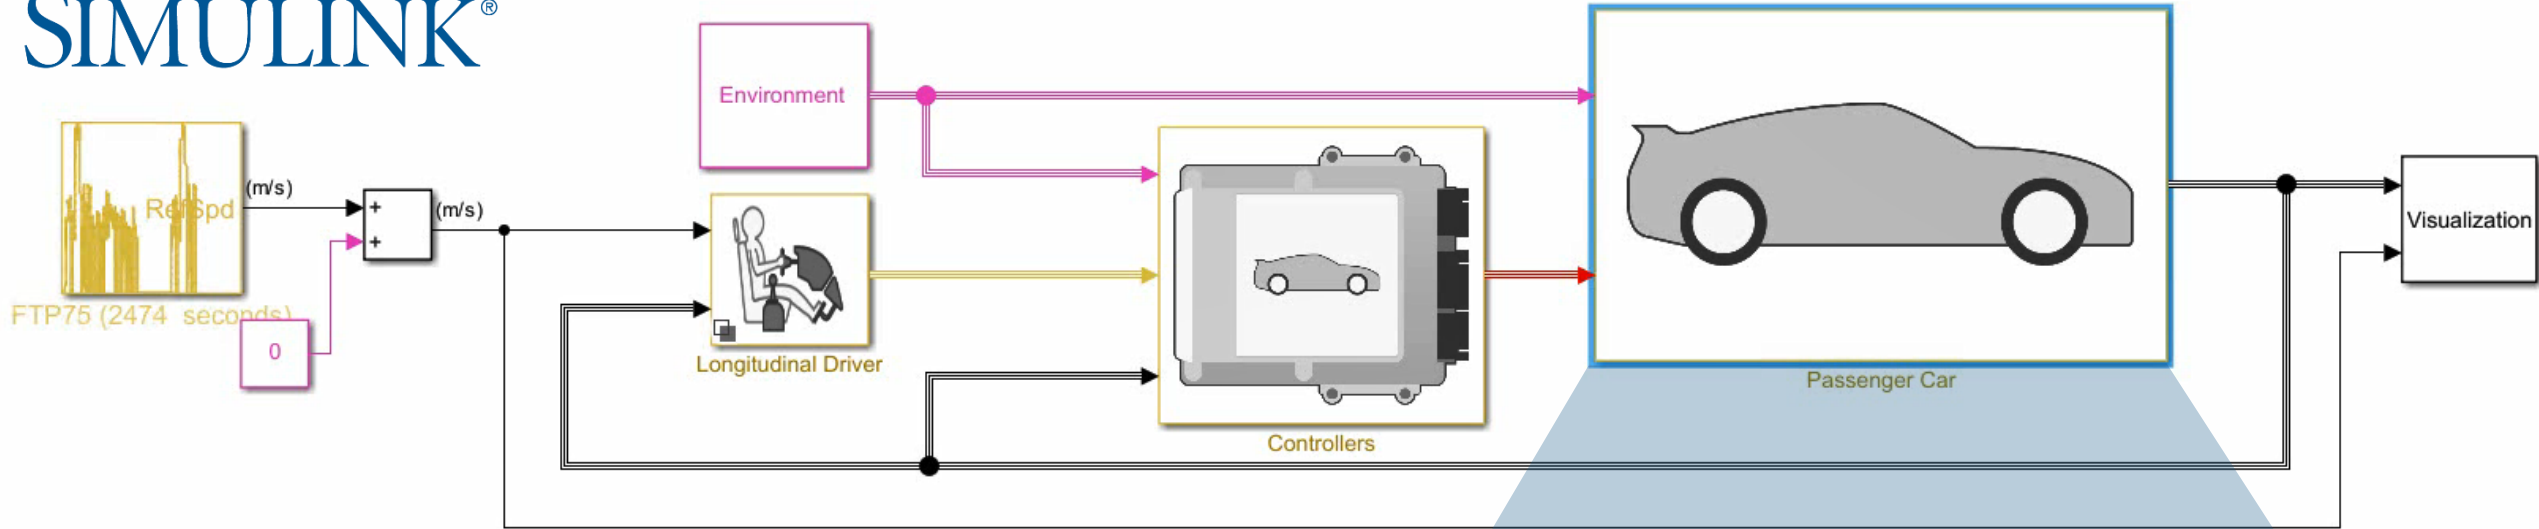 SIMULINK®
Environment
RefSpd
(m/s)
+
+
(m/s)
FTP75 (2474 seconds)
0
Longitudinal Driver
Controllers
Passenger Car
Visualization